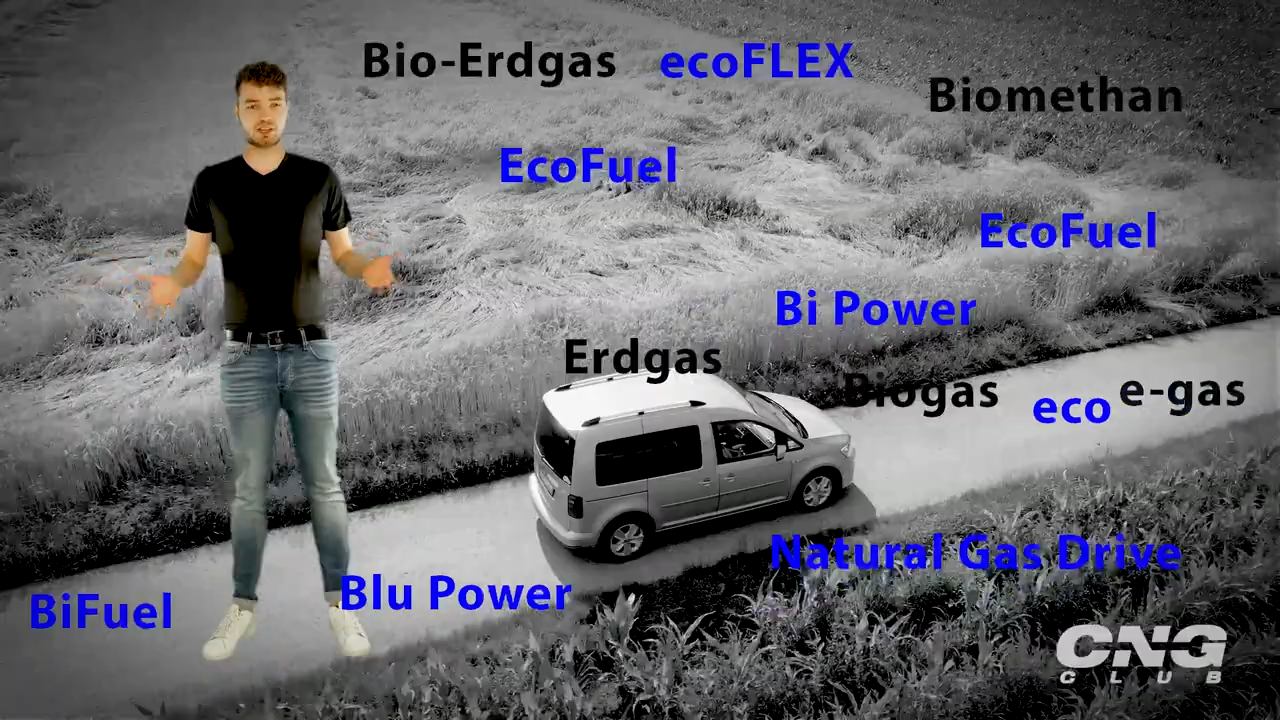 Bio-Erdgas
ecoFLEX
Biomethan
EcoFuel
EcoFuel
Bi Power
Erdgas
Biogas
eco
e-gas
Natural Gas Drive
Blu Power
BiFuel
CNG
CLUB